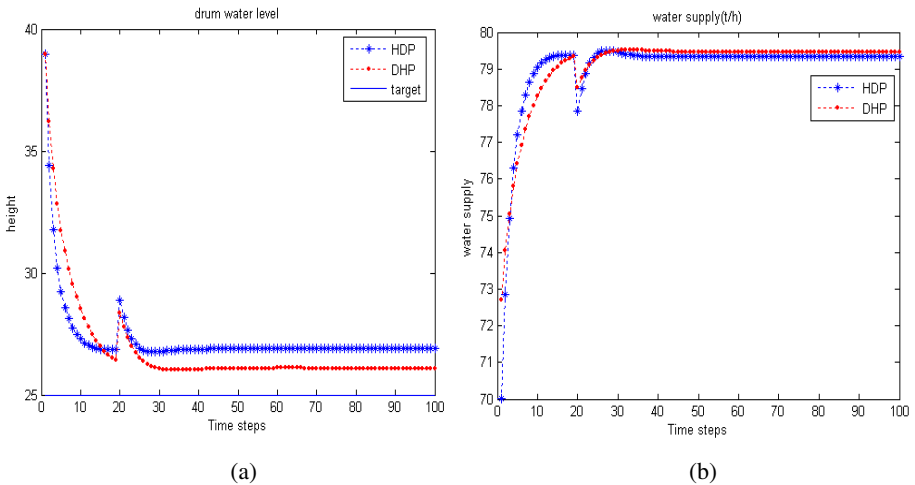 drum water level
40
35
30
25
height
0
10
20
30
40
50
60
70
80
90
100
Time steps
HDP
DHP
target
(a)
water supply(t/h)
80
79
78
77
76
75
74
73
72
71
70
water supply
0
10
20
30
40
50
60
70
80
90
100
Time steps
HDP
DHP
(b)